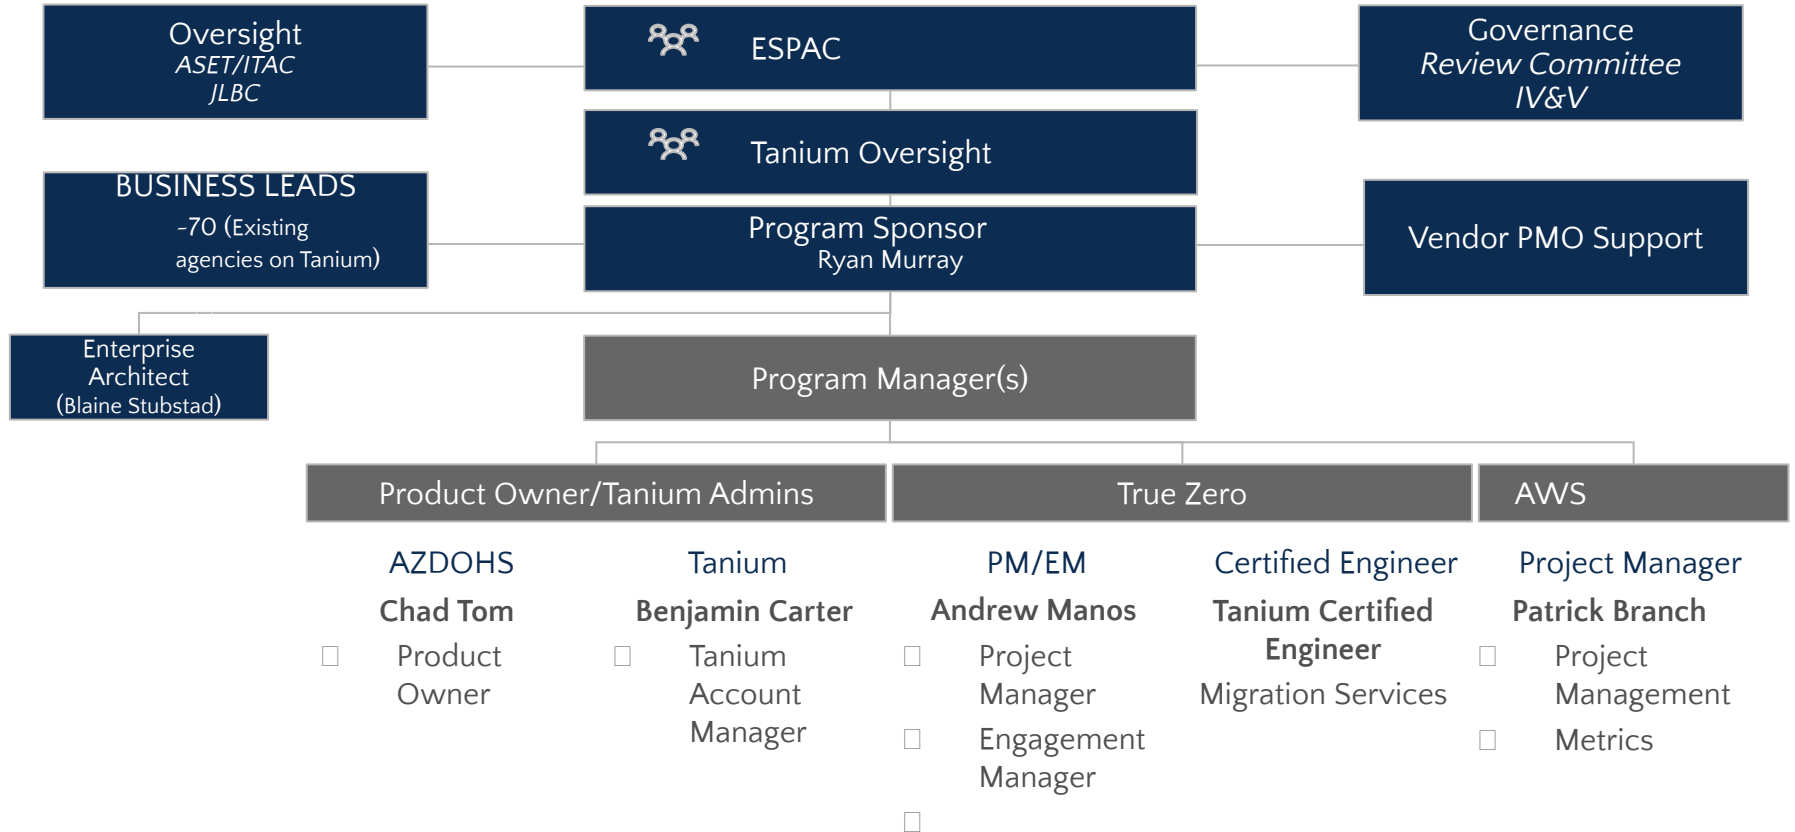 Oversight
ASET/ITAC
JLBC
ESPAC
Governance
Review Committee
IV&V
Tanium Oversight
BUSINESS LEADS
~70 (Existing
agencies on Tanium)
Program Sponsor
Ryan Murray
Vendor PMO Support
Enterprise
Architect
(Blaine Stubstad)
Program Manager(s)
Product Owner/Tanium Admins
True Zero
AWS
AZDOHS
Chad Tom
Product
Owner
Tanium
Benjamin Carter
Tanium
Account
Manager
PM/EM
Andrew Manos
Project
Manager
Engagement
Manager
Certified Engineer
Tanium Certified
Engineer
Migration Services
Project Manager
Patrick Branch
Project
Management
Metrics